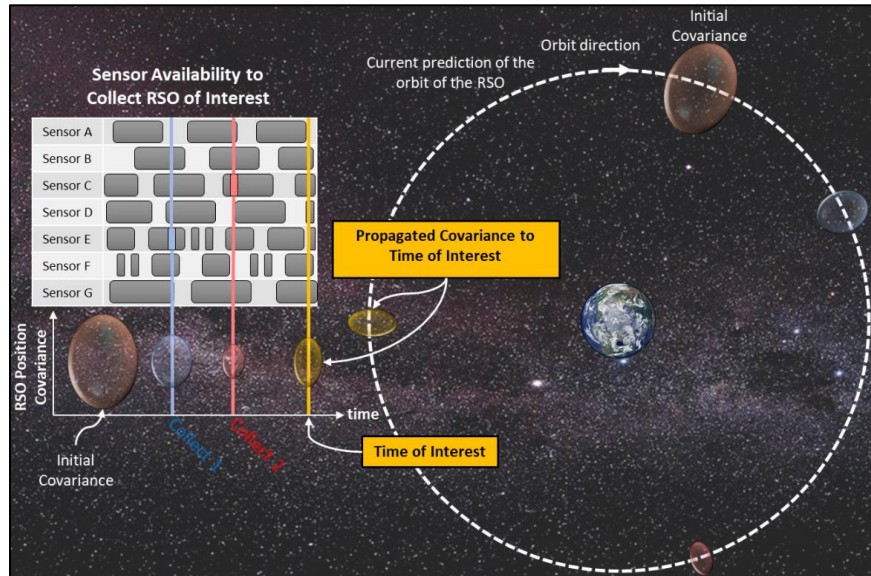 Sensor Availability to
Collect RSO of Interest
Sensor A
Sensor B
Sensor C
Sensor D
Sensor E
Sensor F
Sensor G
RSO Position
Covariance
time
Initial
Covariance
Collect 1
Collect 2
Time of Interest
Propagated Covariance to
Time of Interest
Current prediction of the
orbit of the RSO
Orbit direction
Initial
Covariance